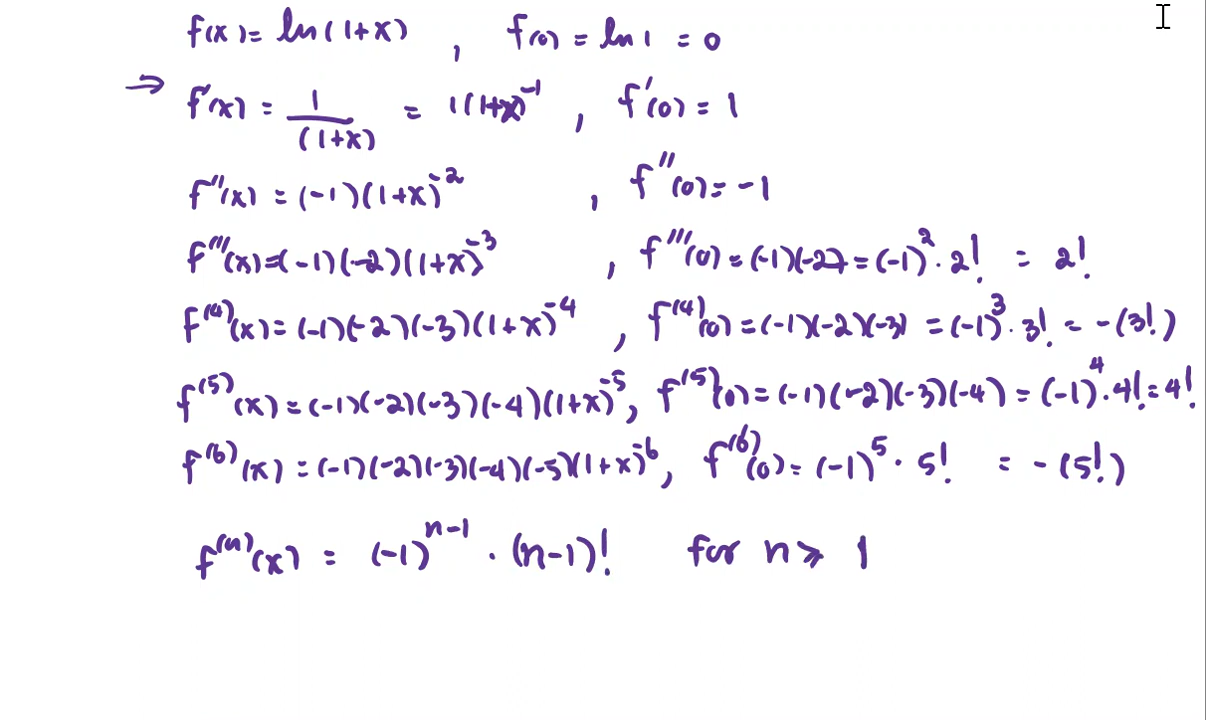 f(x) = ln(1+x) , f(0) = ln 1 = 0
⇒ f'(x) = 1/(1+x) = 1(1+x)^-1 , f'(0) = 1
f''(x) = (-1)(1+x)^-2 , f''(0) = -1
f'''(x) = (-1)(-2)(1+x)^-3 , f'''(0) = (-1)(-2) = (-1)^2 · 2! = 2!
f^(4)(x) = (-1)(-2)(-3)(1+x)^-4 , f^(4)(0) = (-1)(-2)(-3) = (-1)^3 · 3! = -(3!)
f^(5)(x) = (-1)(-2)(-3)(-4)(1+x)^-5 , f^(5)(0) = (-1)(-2)(-3)(-4) = (-1)^4 · 4! = 4!
f^(6)(x) = (-1)(-2)(-3)(-4)(-5)(1+x)^-6 , f^(6)(0) = (-1)^5 · 5! = -(5!)
f^(n)(x) = (-1)^n-1 · (n-1)! for n ≥ 1